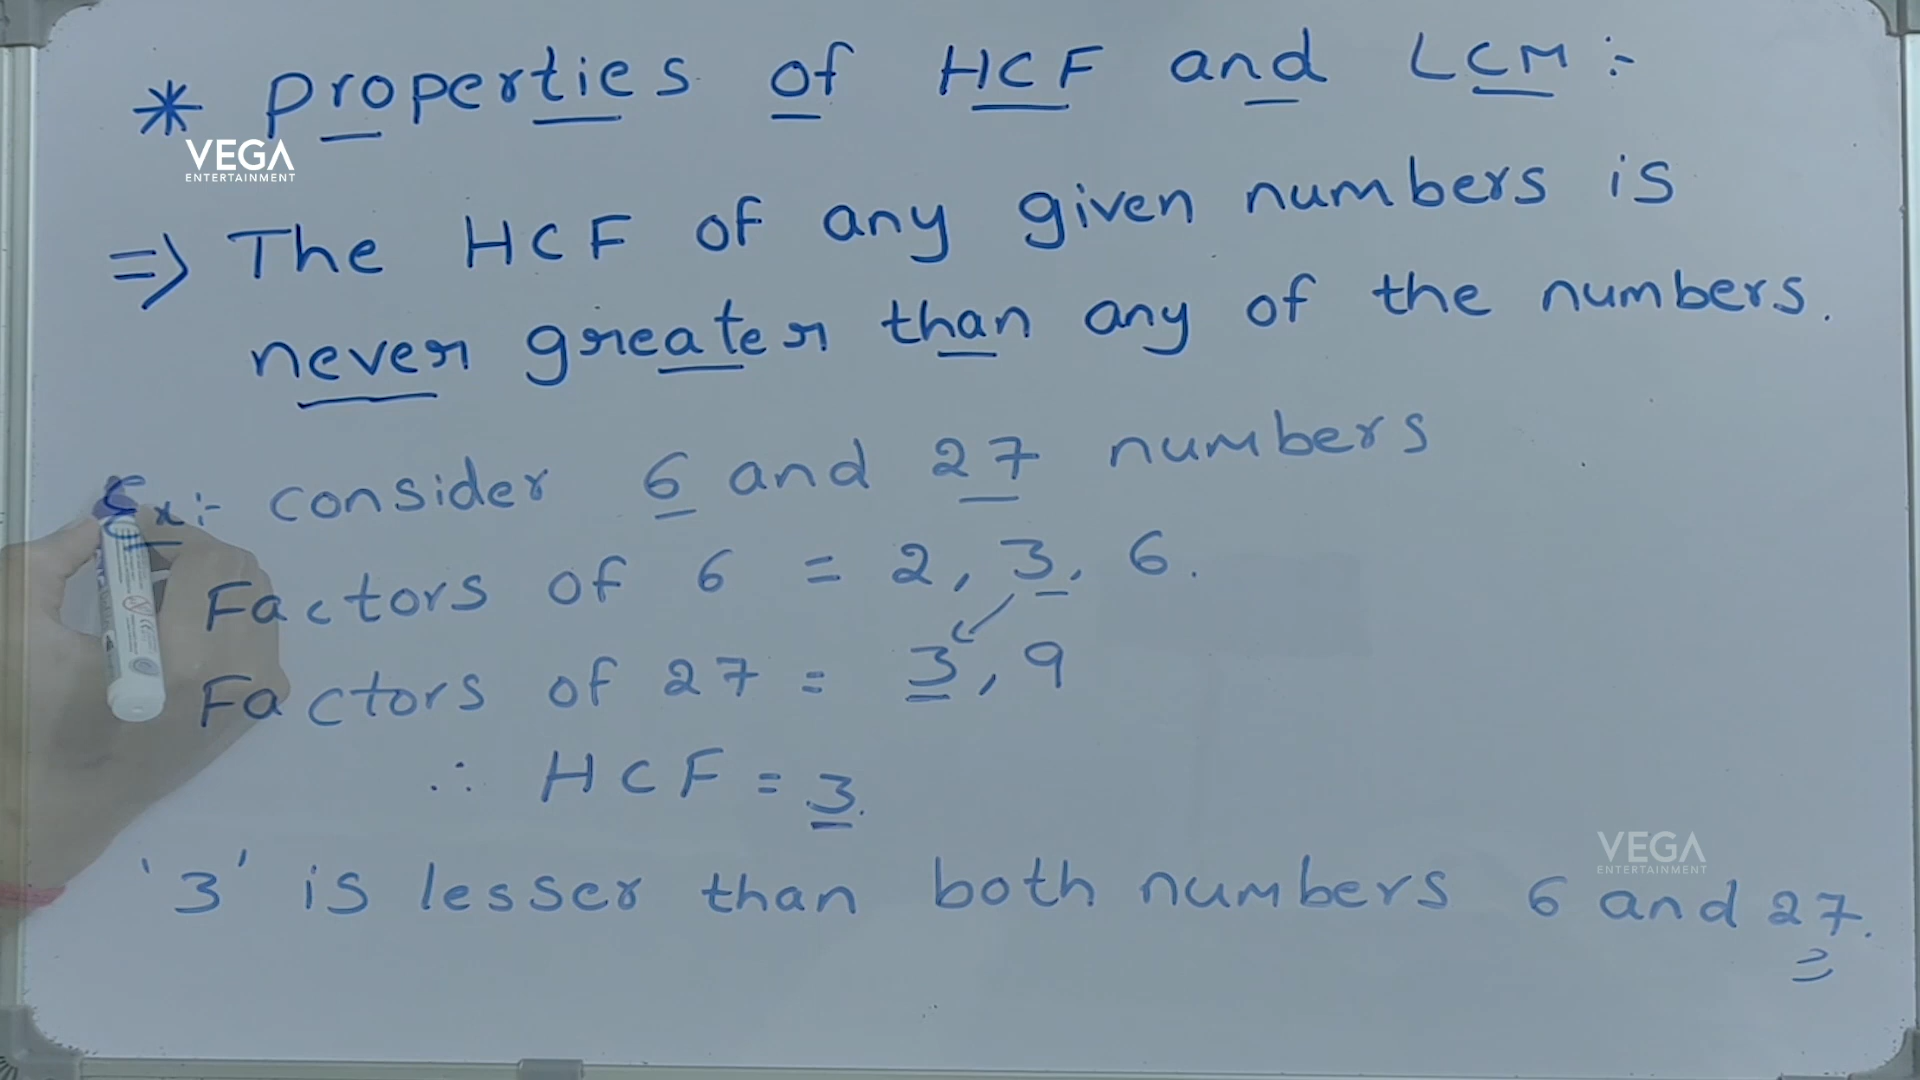 * Properties of HCF and LCM :-
VEGA
ENTERTAINMENT
=> The HCF of any given numbers is
never greater than any of the numbers.
Ex:- consider 6 and 27 numbers
Factors of 6 = 2, 3, 6.
Factors of 27 = 3, 9
∴ HCF = 3.
VEGA
ENTERTAINMENT
'3' is lesser than both numbers 6 and 27.